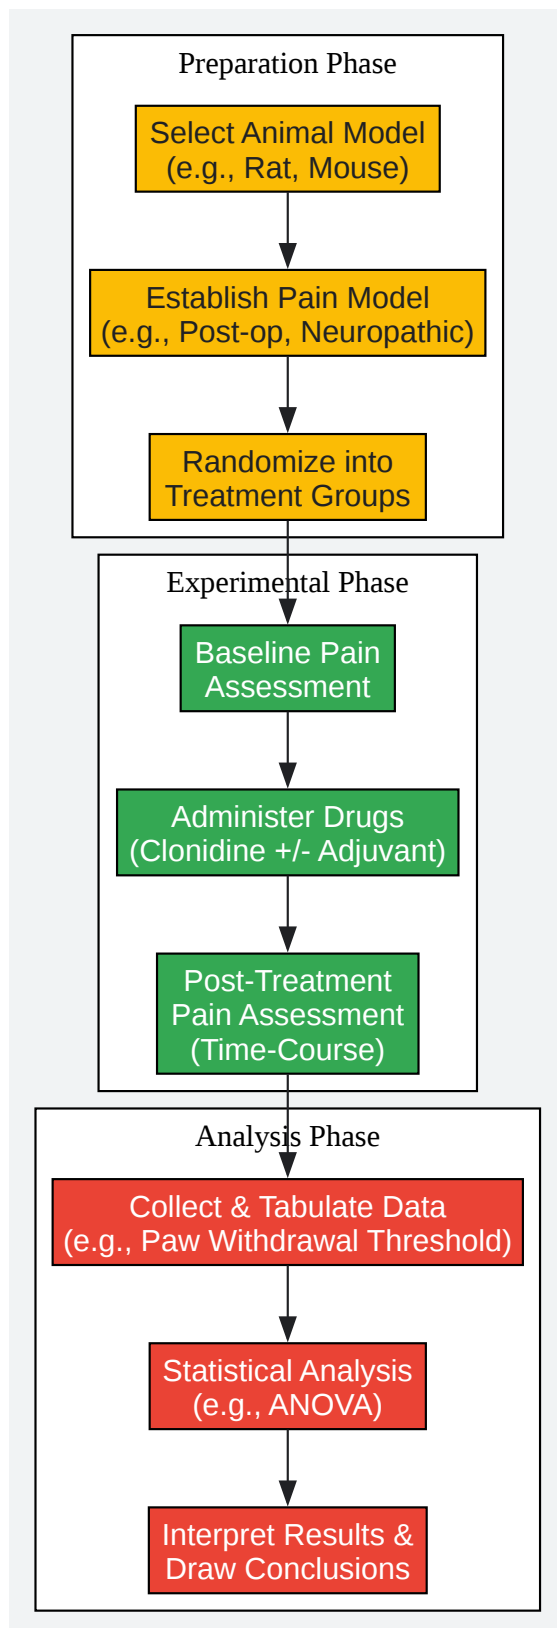 Preparation Phase
Select Animal Model
(e.g., Rat, Mouse)
Establish Pain Model
(e.g., Post-op, Neuropathic)
Randomize into
Treatment Groups
Experimental Phase
Baseline Pain
Assessment
Administer Drugs
(Clonidine +/- Adjuvant)
Post-Treatment
Pain Assessment
(Time-Course)
Analysis Phase
Collect & Tabulate Data
(e.g., Paw Withdrawal Threshold)
Statistical Analysis
(e.g., ANOVA)
Interpret Results &
Draw Conclusions